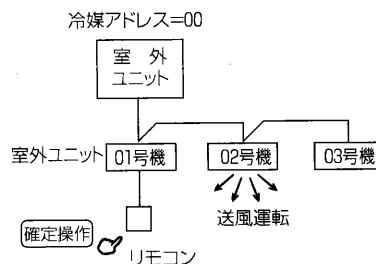 冷媒アドレス=00
室外
ユニット
室外ユニット 01号機 02号機 03号機
送風運転
確定操作
リモコン